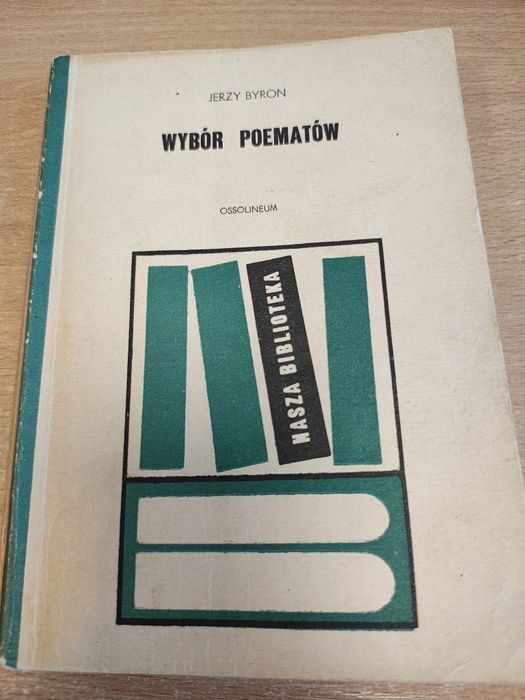 JERZY BYRON
WYBÓR POEMATÓW
OSSOLINEUM
NASZA BIBLIOTEKA